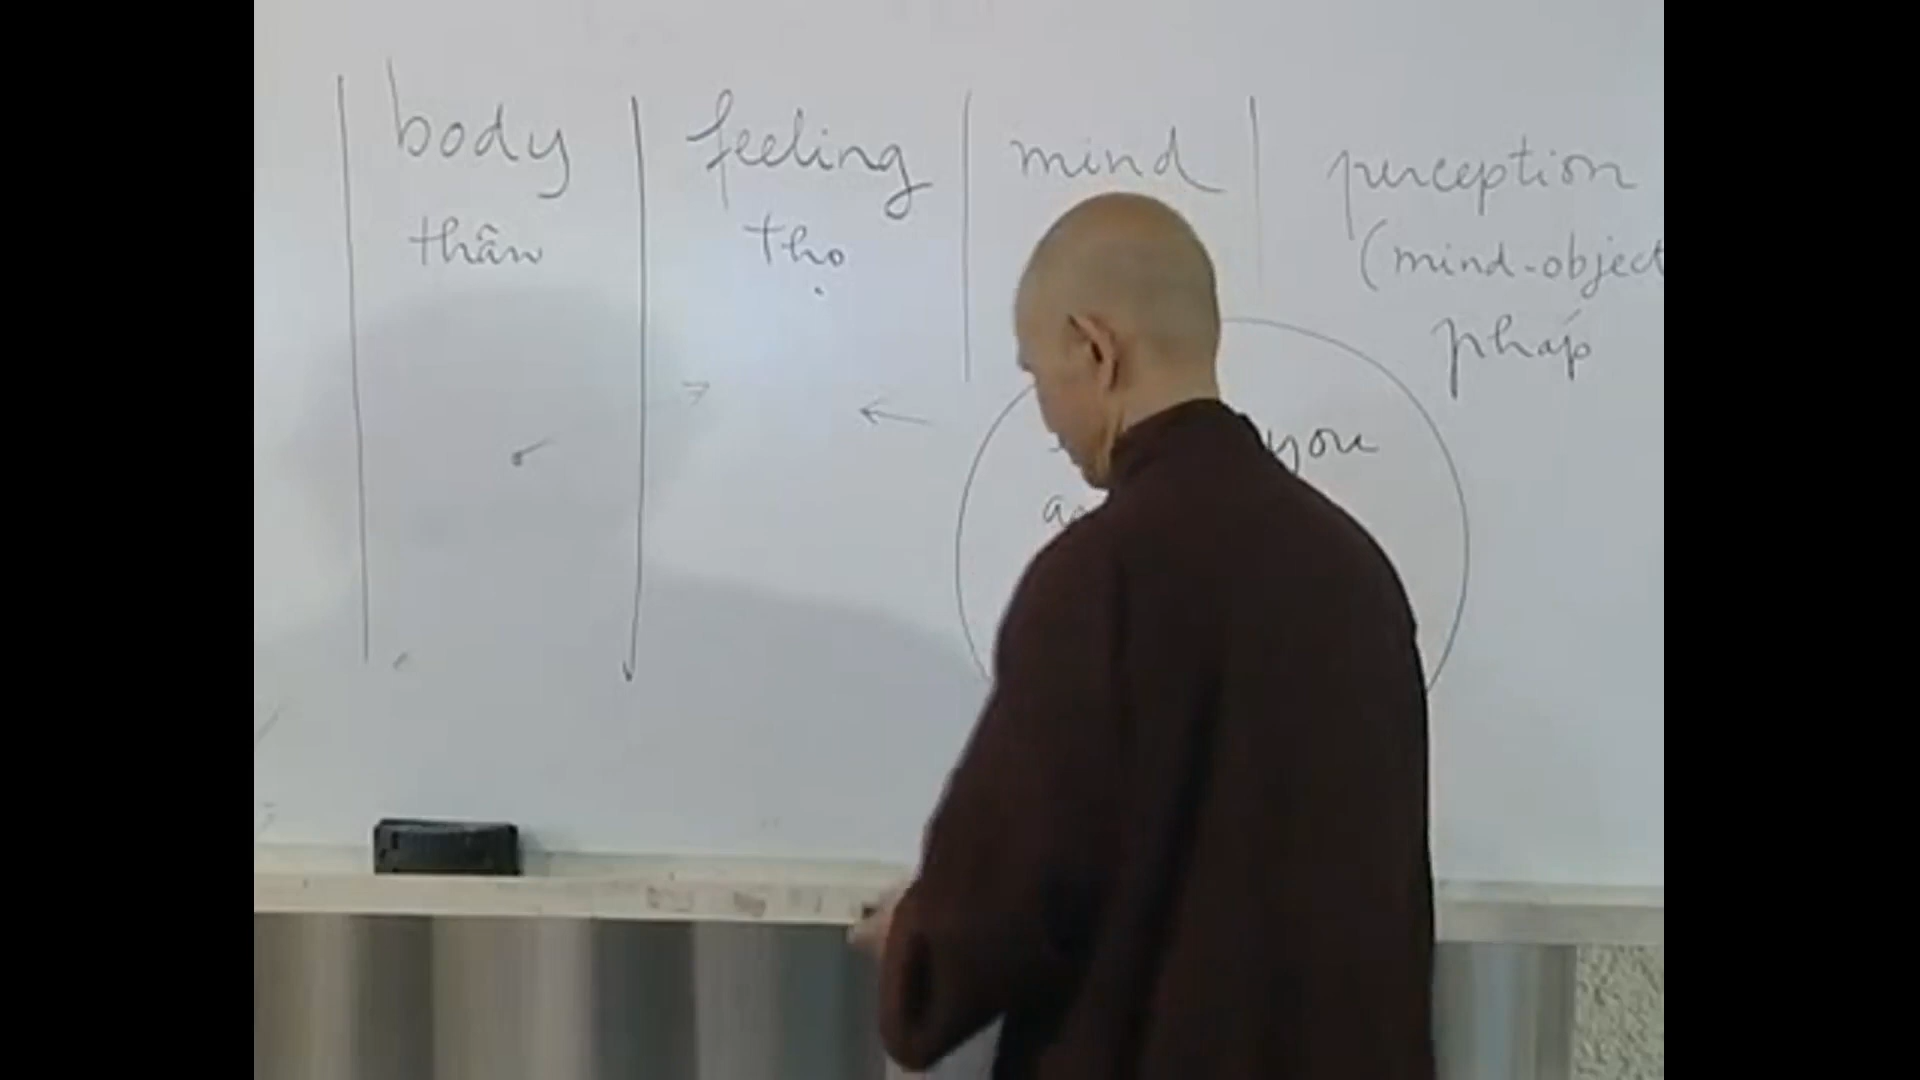 body feeling mind perception
thân thọ (mind-object
pháp
you